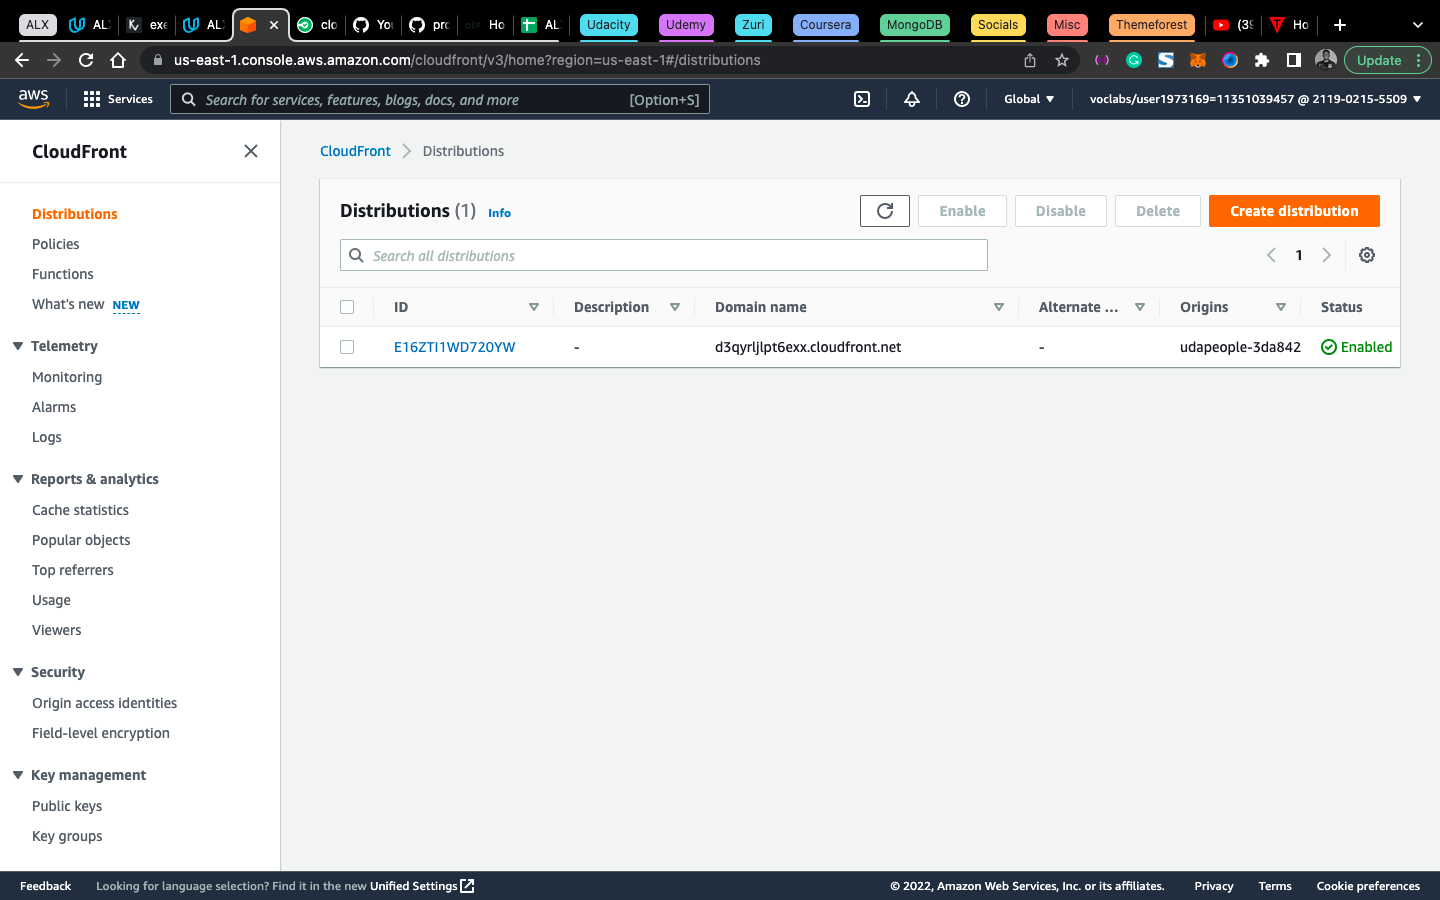 ALX
AL
exe
AL
clo
You
pro
Ho
AL
Udacity
Udemy
Zuri
Coursera
MongoDB
Socials
Misc
Themeforest
Ho
us-east-1.console.aws.amazon.com/cloudfront/v3/home?region=us-east-1#/distributions
Update
aws
Services
Search for services, features, blogs, docs, and more
[Option+S]
Global
voclabs/user1973169=11351039457 @ 2119-0215-5509
CloudFront
Distributions
Policies
Functions
What's new NEW
Telemetry
Monitoring
Alarms
Logs
Reports & analytics
Cache statistics
Popular objects
Top referrers
Usage
Viewers
Security
Origin access identities
Field-level encryption
Key management
Public keys
Key groups
CloudFront
Distributions
Distributions (1) Info
Enable
Disable
Delete
Create distribution
Search all distributions
1
ID
Description
Domain name
Alternate ...
Origins
Status
E16ZTI1WD720YW
-
d3qyrljlpt6exx.cloudfront.net
-
udapeople-3da842
Enabled
Feedback
Looking for language selection? Find it in the new Unified Settings
© 2022, Amazon Web Services, Inc. or its affiliates.
Privacy
Terms
Cookie preferences